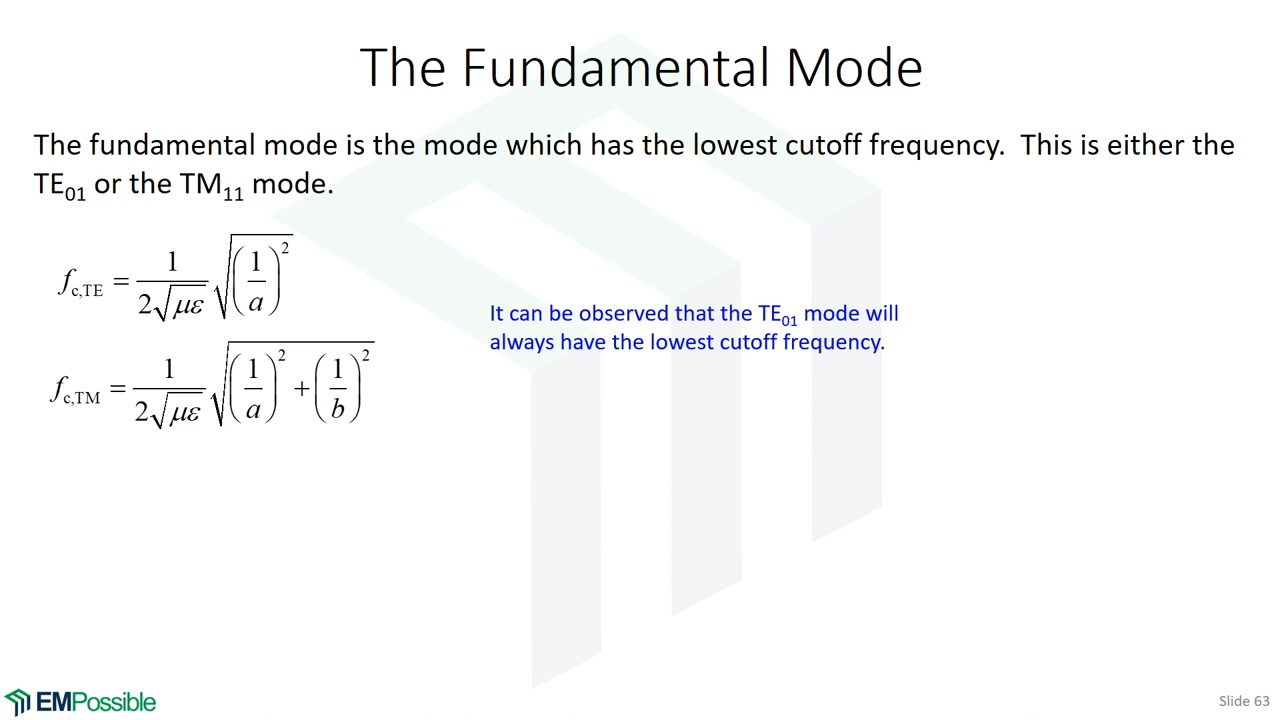 The Fundamental Mode
The fundamental mode is the mode which has the lowest cutoff frequency.  This is either the
TE₀₁ or the TM₁₁ mode.
f_c,TE = 1/(2√(με)) √((1/a)²)
It can be observed that the TE₀₁ mode will
always have the lowest cutoff frequency.
f_c,TM = 1/(2√(με)) √((1/a)² + (1/b)²)
EMPossible
Slide 63